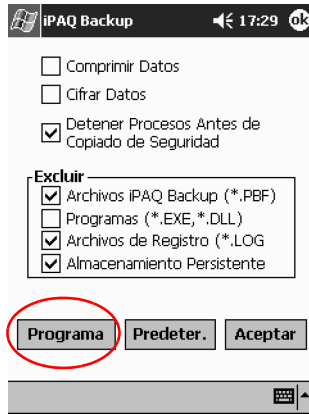 iPAQ Backup 17:29 ok
Comprimir Datos
Cifrar Datos
Detener Procesos Antes de
Copiado de Seguridad
Excluir
Archivos iPAQ Backup (*.PBF)
Programas (*.EXE,*.DLL)
Archivos de Registro (*.LOG
Almacenamiento Persistente
Programa Predeter. Aceptar